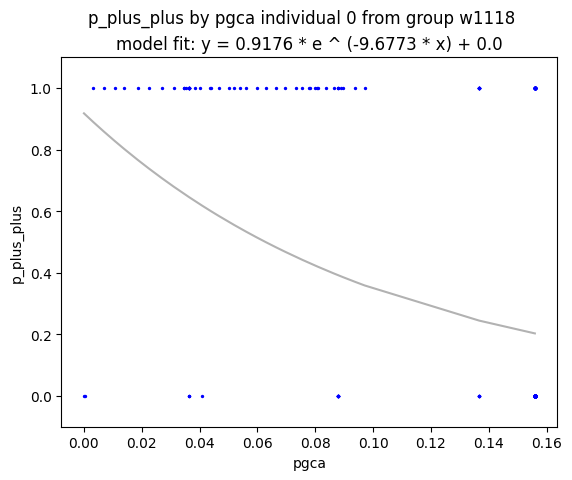 p_plus_plus by pgca individual 0 from group w1118
model fit: y = 0.9176 * e ^ (-9.6773 * x) + 0.0
1.0
0.8
0.6
0.4
0.2
0.0
p_plus_plus
0.00 0.02 0.04 0.06 0.08 0.10 0.12 0.14 0.16
pgca